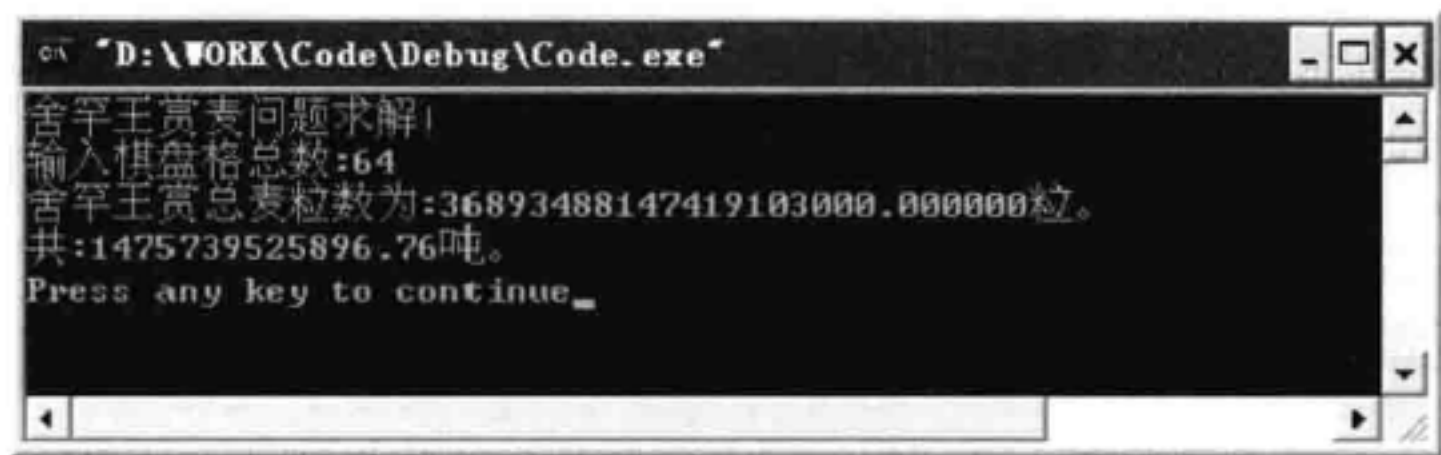 "D:\WORK\Code\Debug\Code.exe"
舍罕王赏麦问题求解!
输入棋盘格总数:64
舍罕王赏总麦粒数为:36893488147419103000.000000粒。
共:1475739525896.76吨。
Press any key to continue_